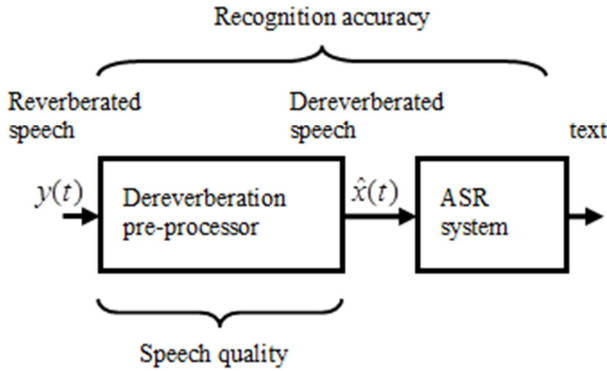 Recognition accuracy
Reverberated
speech
Dereverberated
speech
text
y(t)
Dereverberation
pre-processor
x̂(t)
ASR
system
Speech quality